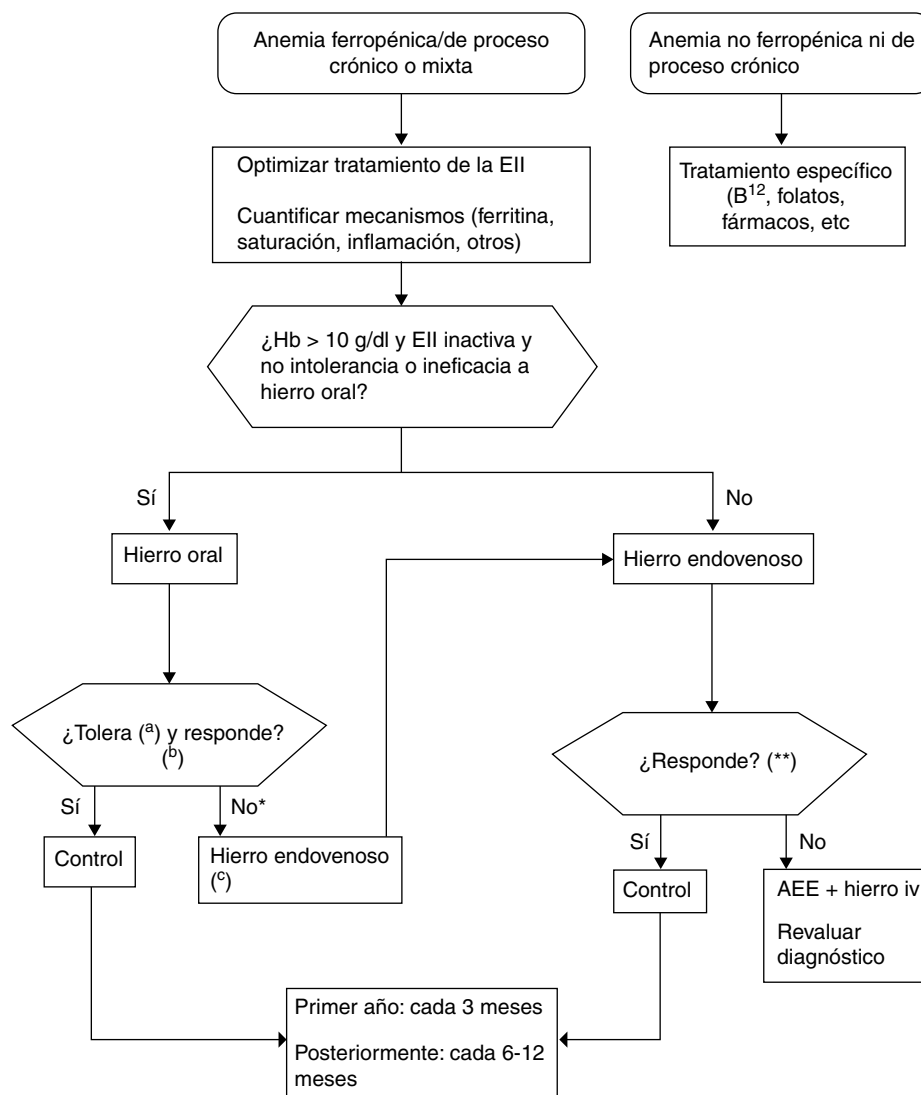 Anemia ferropénica/de proceso
crónico o mixta
Anemia no ferropénica ni de
proceso crónico
Optimizar tratamiento de la EII
Cuantificar mecanismos (ferritina,
saturación, inflamación, otros)
Tratamiento específico
(B12, folatos,
fármacos, etc
¿Hb > 10 g/dl y EII inactiva y
no intolerancia o ineficacia a
hierro oral?
Sí
No
Hierro oral
Hierro endovenoso
¿Tolera (a) y responde?
(b)
¿Responde? (**)
Sí
No*
Control
Hierro endovenoso
(c)
Sí
No
Control
AEE + hierro iv
Revaluar
diagnóstico
Primer año: cada 3 meses
Posteriormente: cada 6-12
meses